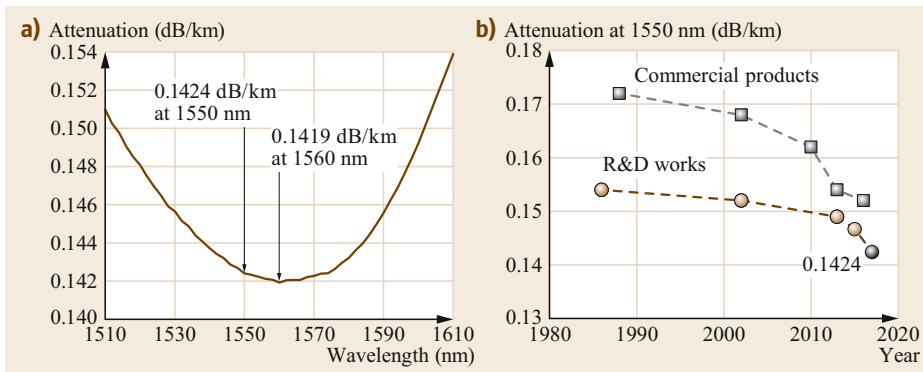 a) Attenuation (dB/km)
0.154
0.152
0.150
0.148
0.146
0.144
0.142
0.140
0.1424 dB/km
at 1550 nm
0.1419 dB/km
at 1560 nm
1510 1530 1550 1570 1590 1610
Wavelength (nm)
b) Attenuation at 1550 nm (dB/km)
0.18
0.17
0.16
0.15
0.14
0.13
Commercial products
R&D works
0.1424
1980 1990 2000 2010 2020
Year